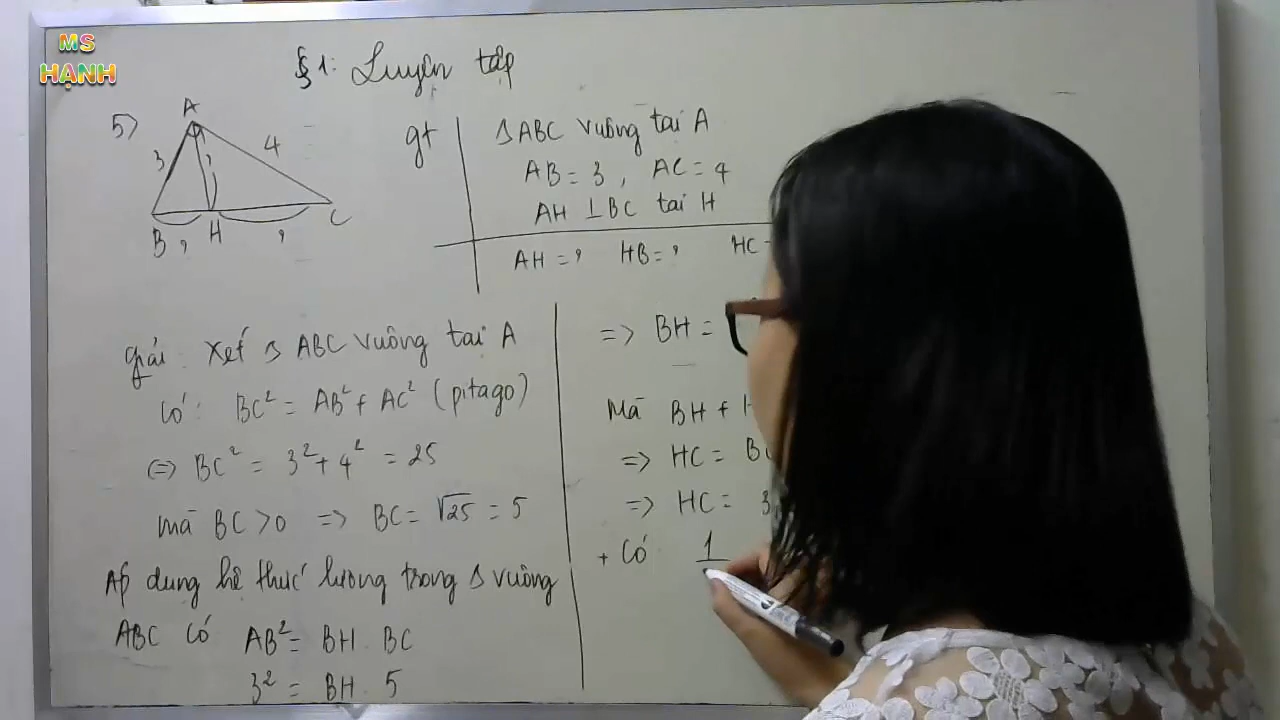 MS
HẠNH
§1: Luyện tập
5)
A
3
4
B
?
H
?
C
gt
△ABC vuông tại A
AB = 3, AC = 4
AH ⊥ BC tại H
AH = ? HB = ? HC =
giải: Xét △ ABC vuông tại A
có: BC² = AB² + AC² (pitago)
(=> BC² = 3² + 4² = 25
mà BC > 0 => BC = √25 = 5
Áp dụng hệ thức lượng trong △ vuông
ABC có AB² = BH . BC
3² = BH . 5
=> BH =
Mà BH +
=> HC =
=> HC = 3
+ Có 1